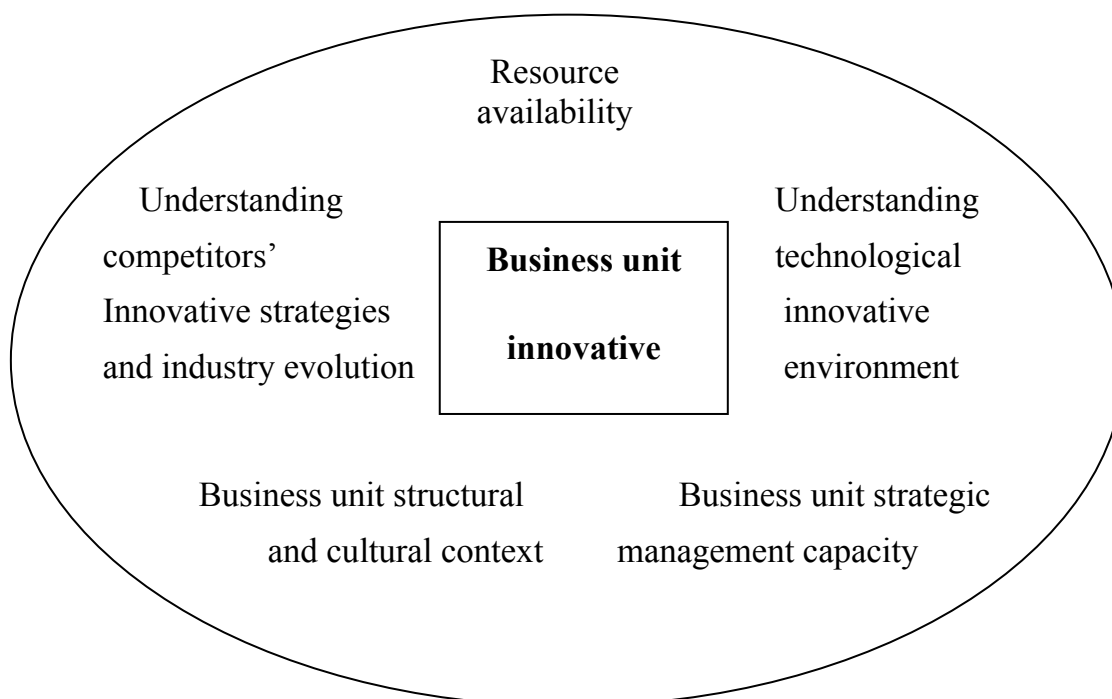 Resource
availability
Understanding
competitors’
Innovative strategies
and industry evolution
Business unit
innovative
Understanding
technological
innovative
environment
Business unit structural
and cultural context
Business unit strategic
management capacity